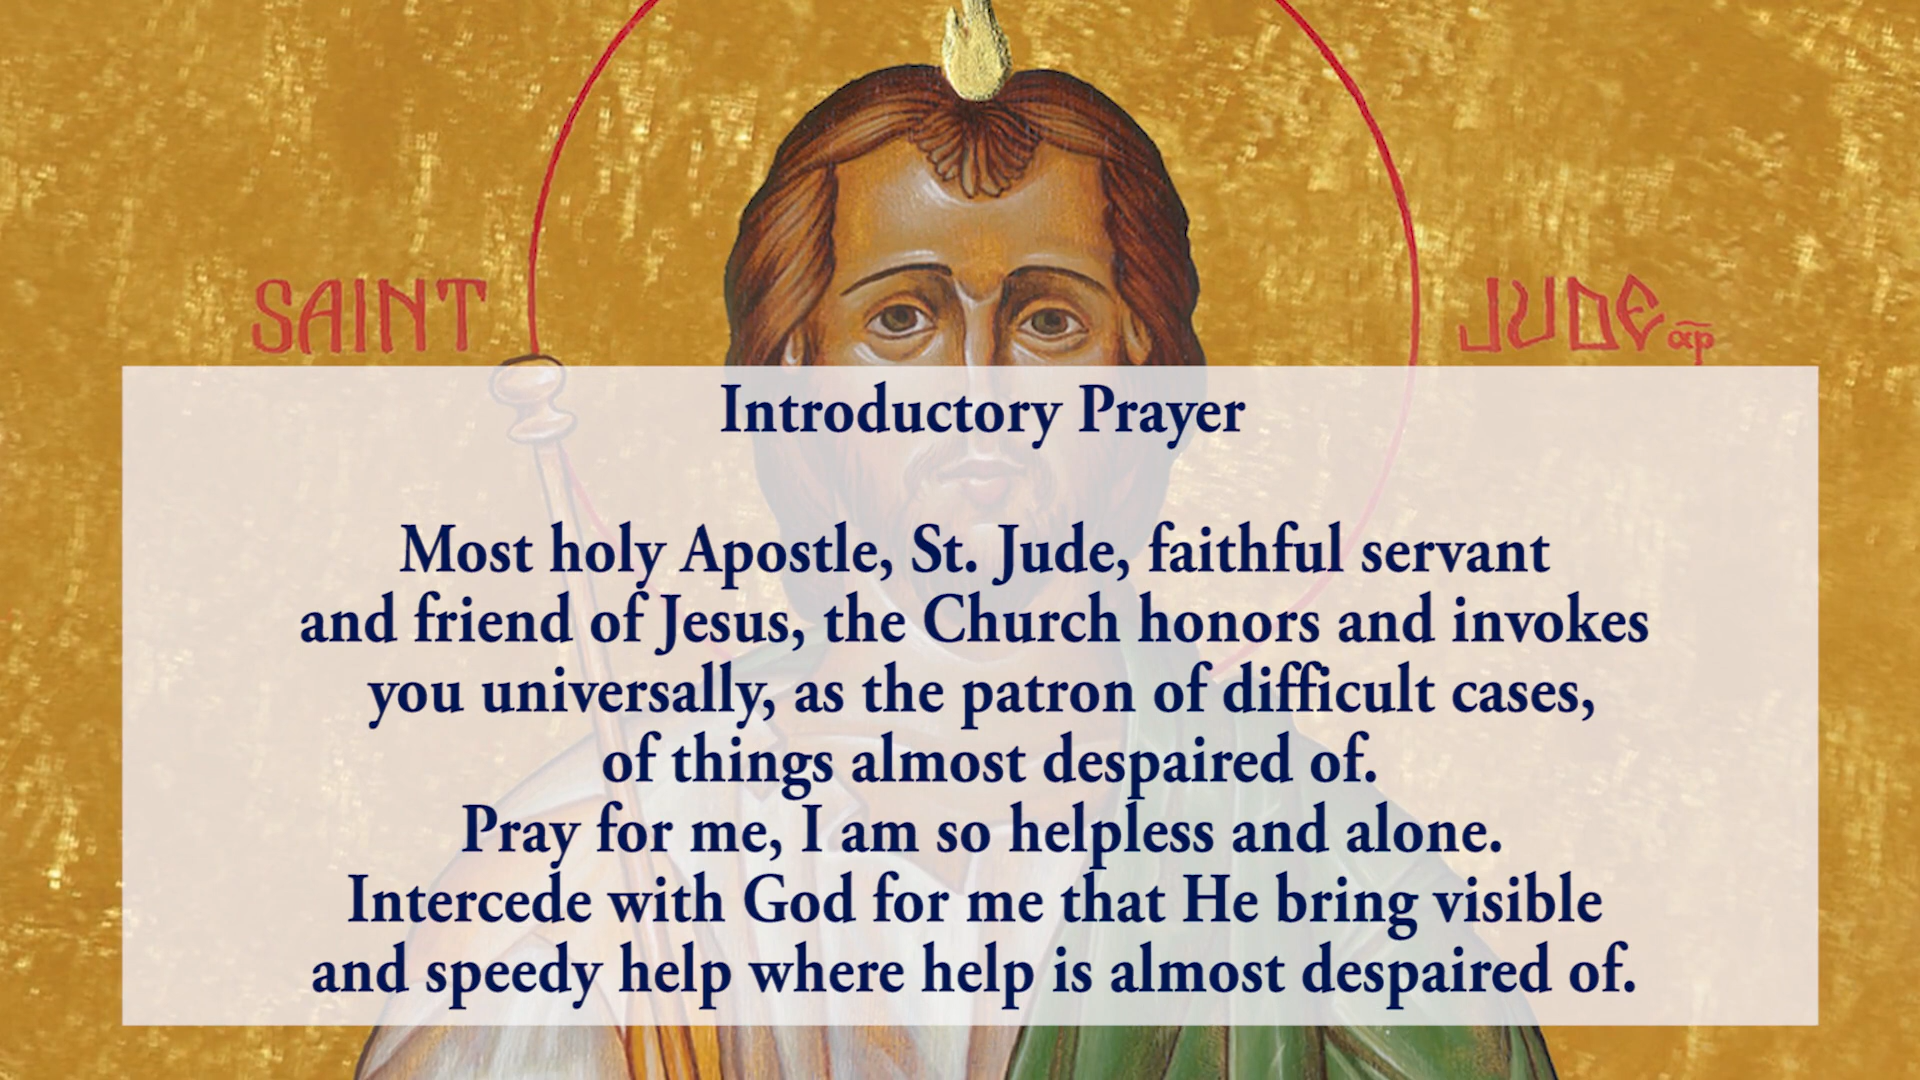 SAINT
JUDE αρ
Introductory Prayer
Most holy Apostle, St. Jude, faithful servant
and friend of Jesus, the Church honors and invokes
you universally, as the patron of difficult cases,
of things almost despaired of.
Pray for me, I am so helpless and alone.
Intercede with God for me that He bring visible
and speedy help where help is almost despaired of.